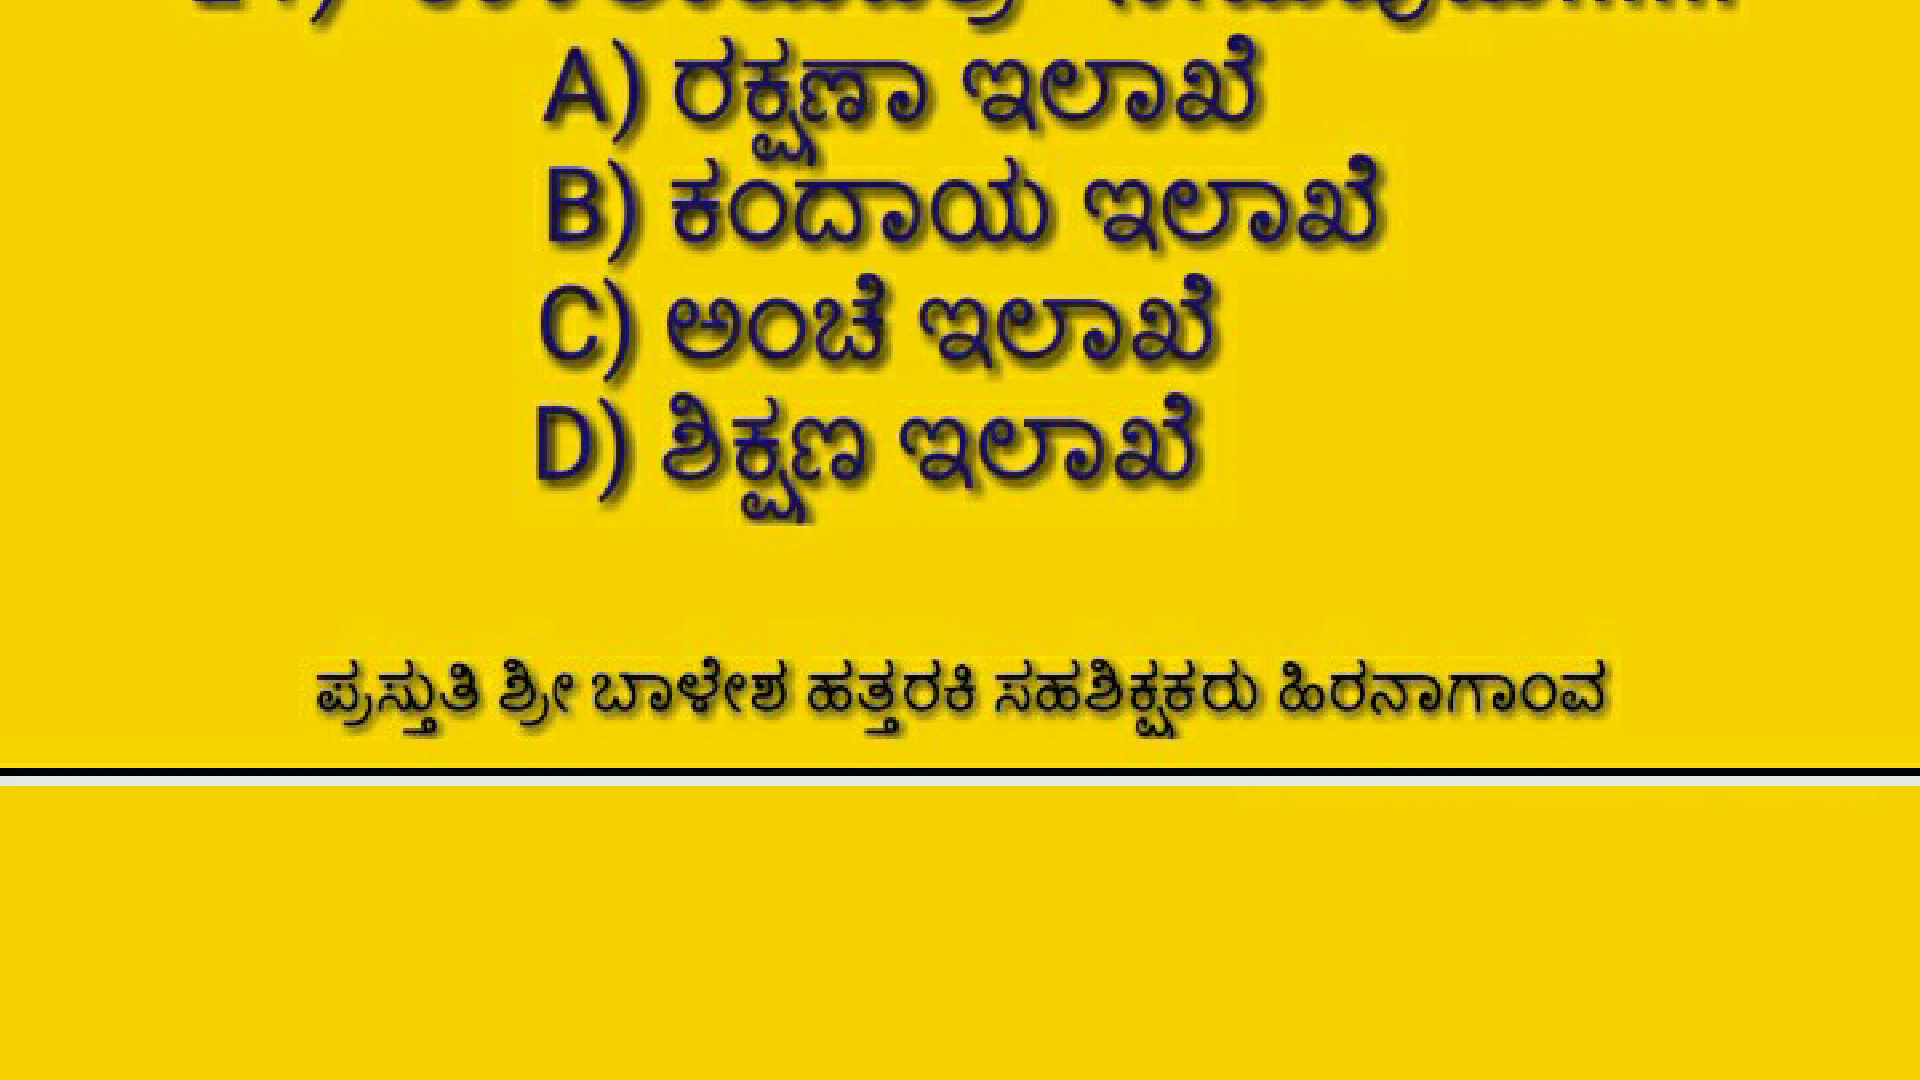 A) ರಕ್ಷಣಾ ಇಲಾಖೆ
B) ಕಂದಾಯ ಇಲಾಖೆ
C) ಅಂಚೆ ಇಲಾಖೆ
D) ಶಿಕ್ಷಣ ಇಲಾಖೆ
ಪ್ರಸ್ತುತಿ ಶ್ರೀ ಬಾಳೇಶ ಹತ್ತರಕಿ ಸಹಶಿಕ್ಷಕರು ಹಿರನಾಗಾಂವ